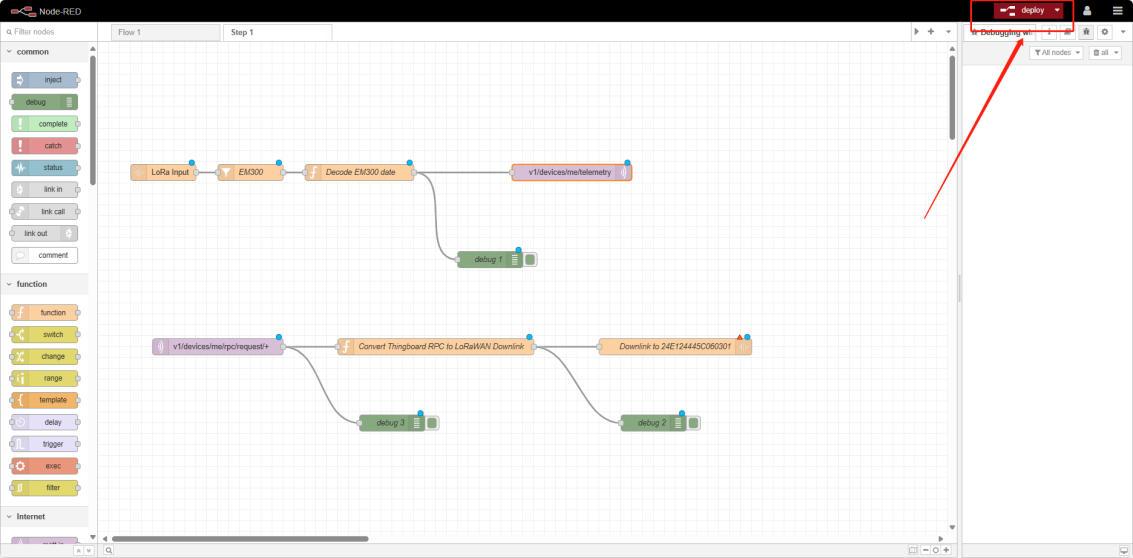 Node-RED
deploy
Filter nodes
Flow 1
Step 1
Debugging wi
All nodes
all
common
inject
debug
complete
catch
status
link in
link call
link out
comment
function
function
switch
change
range
template
delay
trigger
exec
filter
Internet
LoRa Input
EM300
Decode EM300 date
v1/devices/me/telemetry
debug 1
v1/devices/me/rpc/request/+
Convert Thingboard RPC to LoRaWAN Downlink
Downlink to 24E124445C060301
debug 3
debug 2